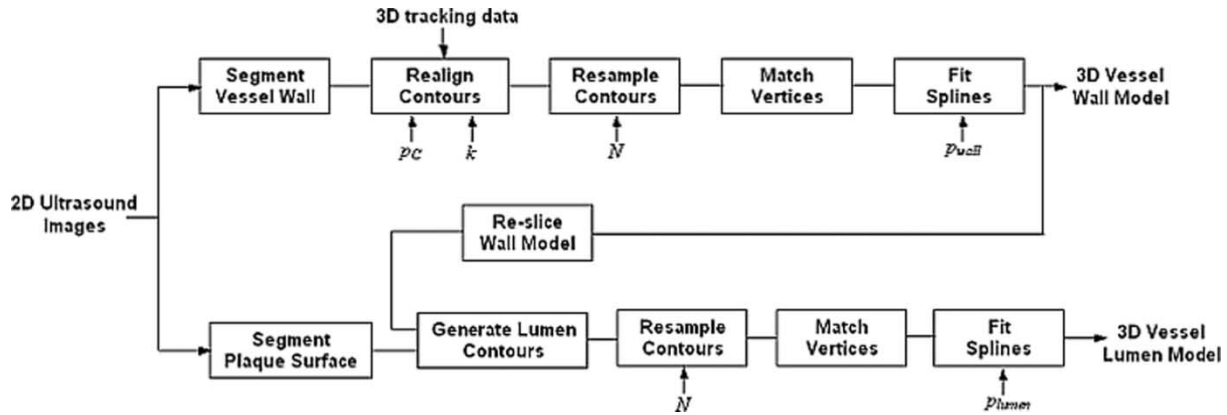 3D tracking data
Segment
Vessel Wall
Realign
Contours
Resample
Contours
Match
Vertices
Fit
Splines
3D Vessel
Wall Model
pC
k
N
pwall
2D Ultrasound
Images
Re-slice
Wall Model
Segment
Plaque Surface
Generate Lumen
Contours
Resample
Contours
Match
Vertices
Fit
Splines
3D Vessel
Lumen Model
N
plumen